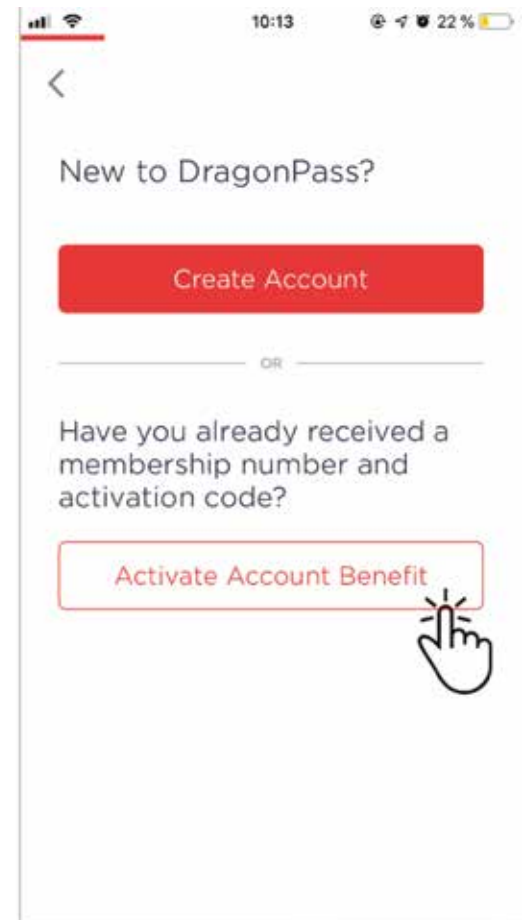 10:13 22 %
New to DragonPass?
Create Account
OR
Have you already received a
membership number and
activation code?
Activate Account Benefit